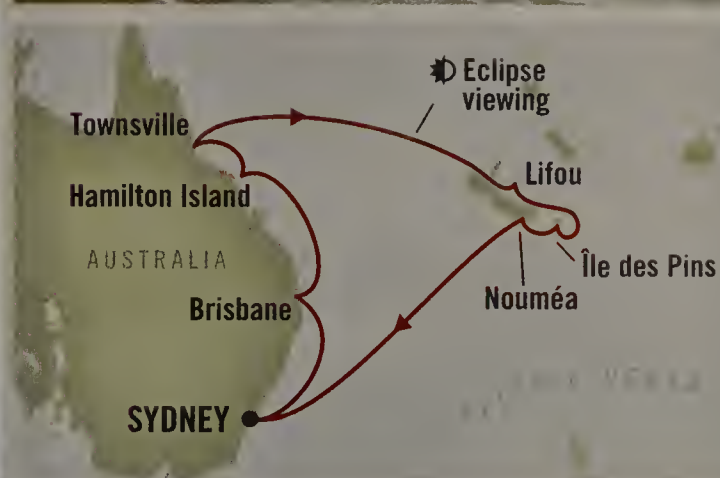 Eclipse
viewing
Townsville
Lifou
Hamilton Island
AUSTRALIA
Île des Pins
Nouméa
Brisbane
SYDNEY